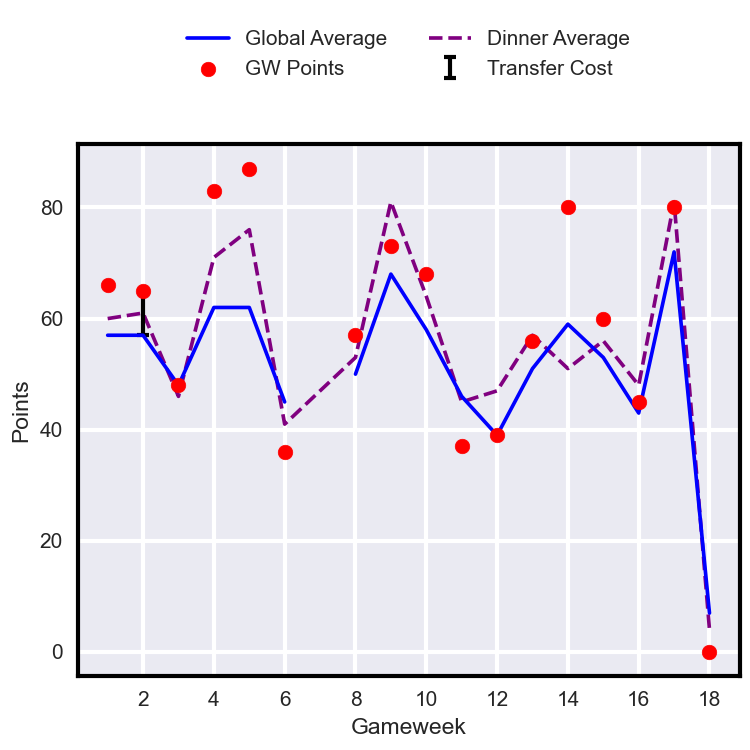 Global Average Dinner Average
GW Points Transfer Cost
80
60
40
20
0
Points
2 4 6 8 10 12 14 16 18
Gameweek